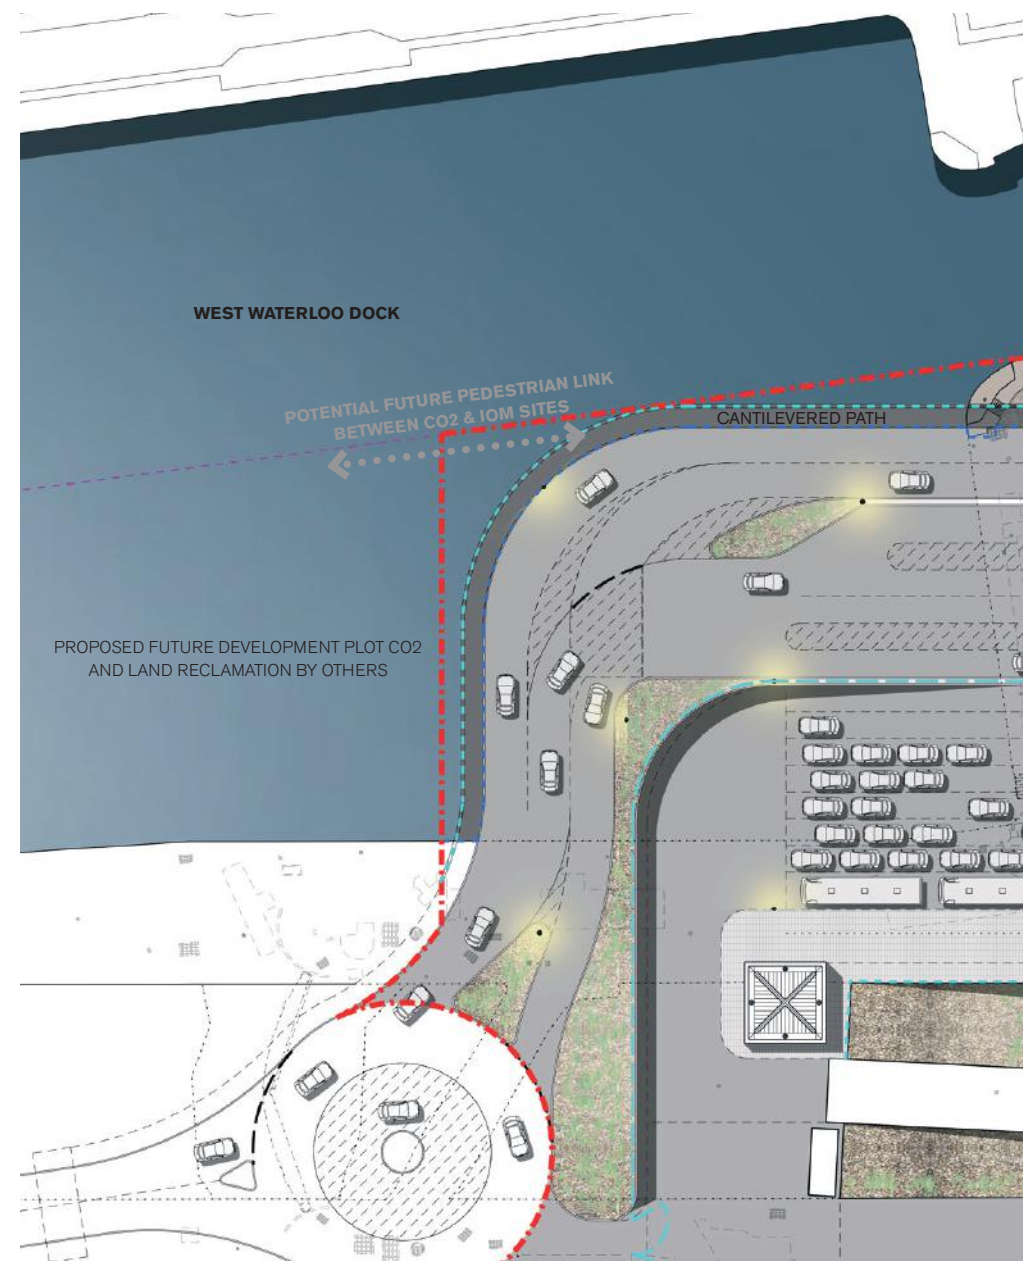 WEST WATERLOO DOCK
POTENTIAL FUTURE PEDESTRIAN LINK
BETWEEN CO2 & IOM SITES
CANTILEVERED PATH
PROPOSED FUTURE DEVELOPMENT PLOT CO2
AND LAND RECLAMATION BY OTHERS